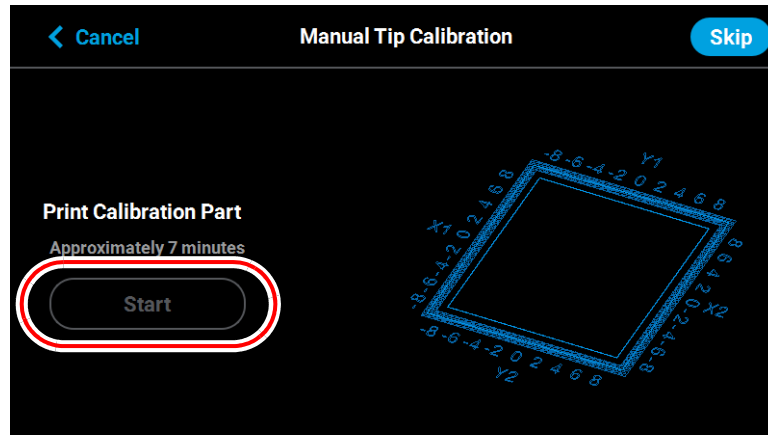 Cancel
Manual Tip Calibration
Skip
Print Calibration Part
Approximately 7 minutes
Start
Y1
-8 -6 -4 -2 0 2 4 6 8
X1
-8 -6 -4 -2 0 2 4 6 8
X2
8 6 4 2 0 -2 -4 -6 -8
-8 -6 -4 -2 0 2 4 6 8
Y2